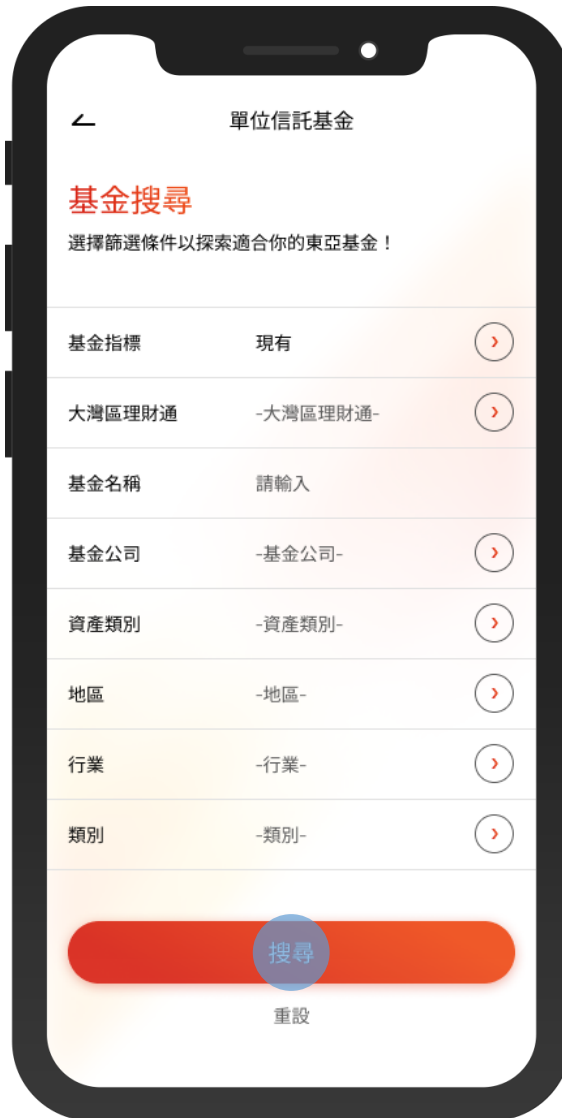 單位信託基金
基金搜尋
選擇篩選條件以探索適合你的東亞基金！
基金指標 現有
大灣區理財通 -大灣區理財通-
基金名稱 請輸入
基金公司 -基金公司-
資產類別 -資產類別-
地區 -地區-
行業 -行業-
類別 -類別-
搜尋
重設